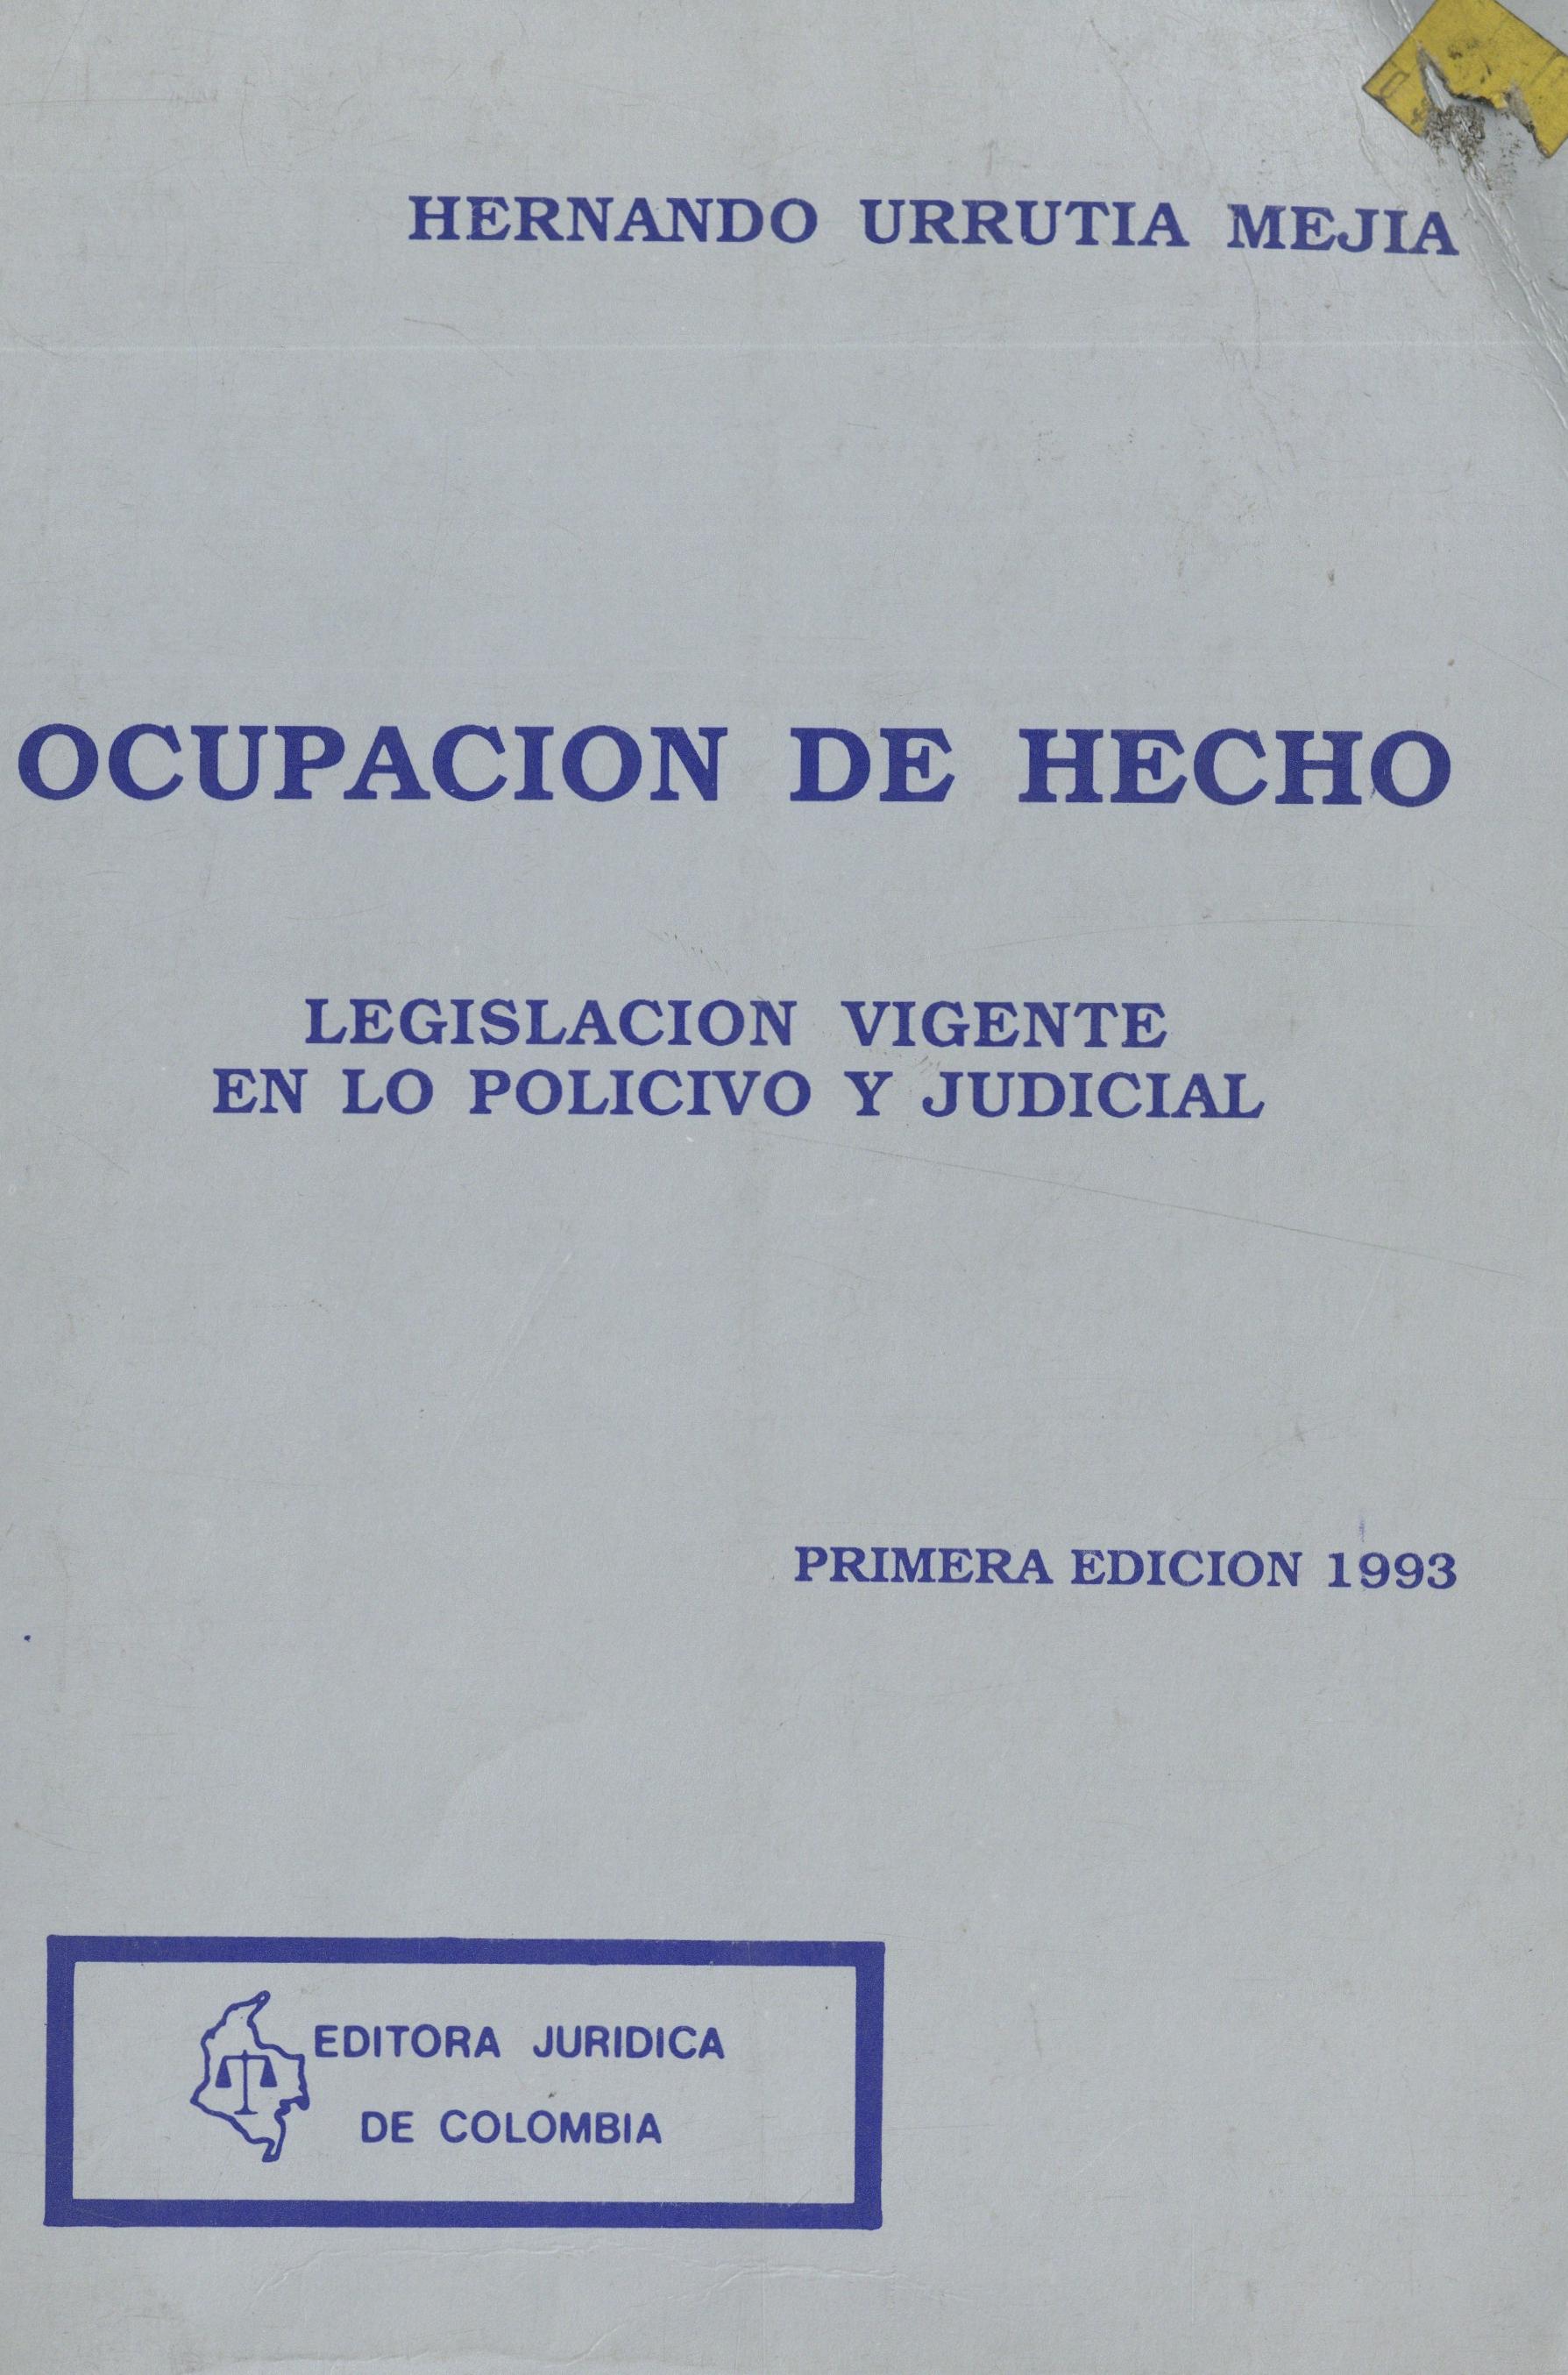 HERNANDO URRUTIA MEJIA
OCUPACION DE HECHO
LEGISLACION VIGENTE
EN LO POLICIVO Y JUDICIAL
PRIMERA EDICION 1993
EDITORA JURIDICA
DE COLOMBIA